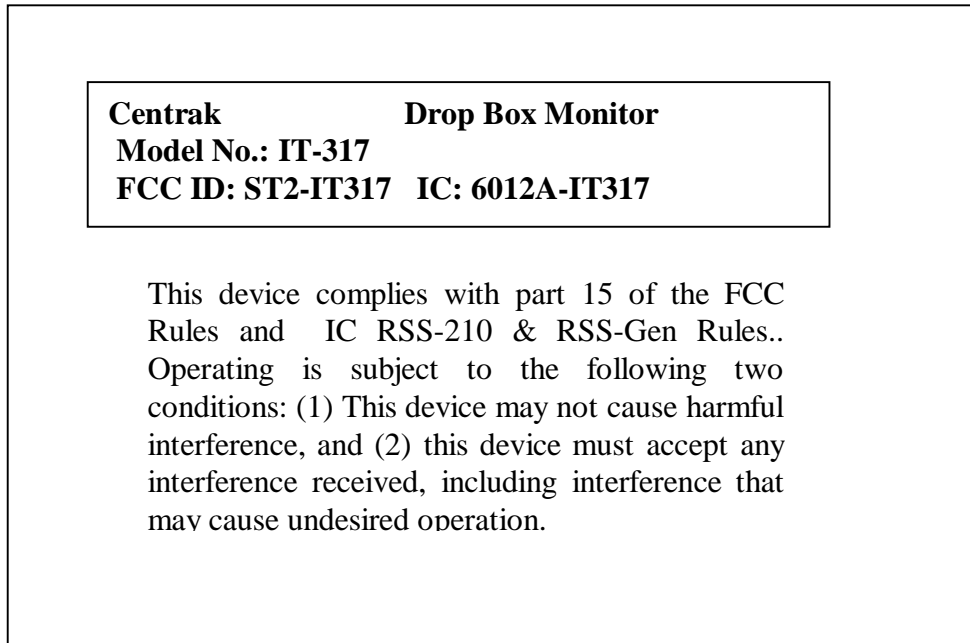 Centrak Drop Box Monitor
Model No.: IT-317
FCC ID: ST2-IT317 IC: 6012A-IT317
This device complies with part 15 of the FCC
Rules and IC RSS-210 & RSS-Gen Rules..
Operating is subject to the following two
conditions: (1) This device may not cause harmful
interference, and (2) this device must accept any
interference received, including interference that
may cause undesired operation.